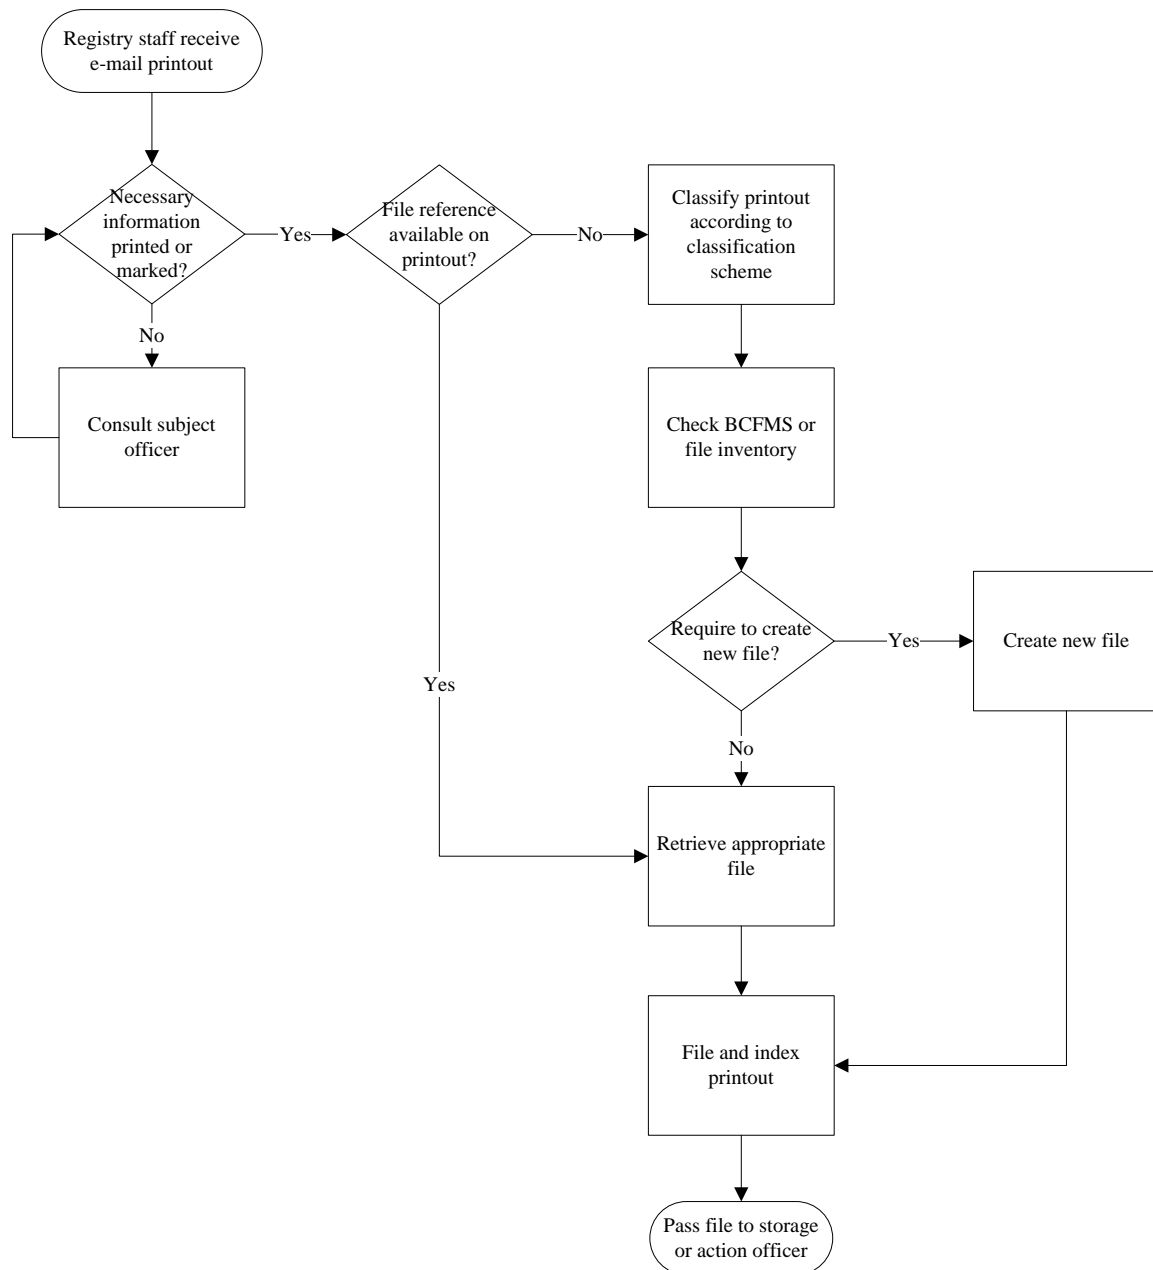 Registry staff receive
e-mail printout
Necessary
information
printed or
marked?
Yes
File reference
available on
printout?
No
Classify printout
according to
classification
scheme
No
Consult subject
officer
Check BCFMS or
file inventory
Require to create
new file?
Yes
Create new file
Yes
No
Retrieve appropriate
file
File and index
printout
Pass file to storage
or action officer